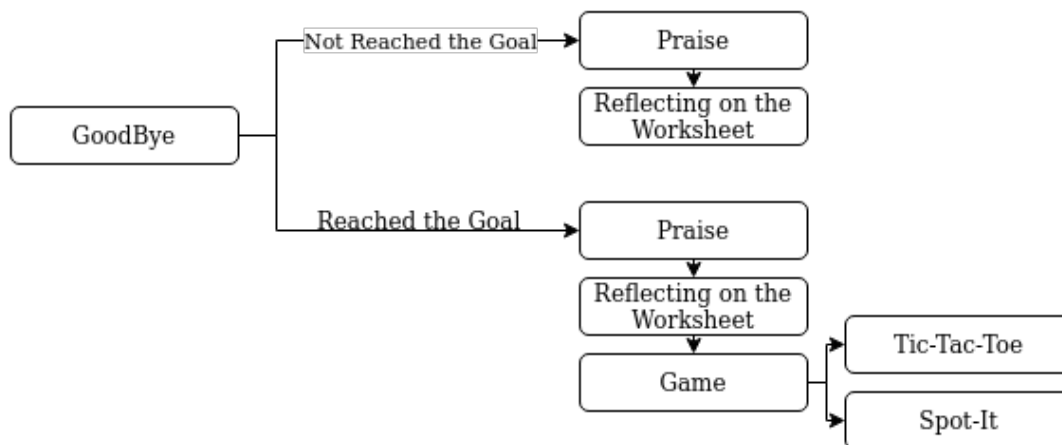 Not Reached the Goal
Praise
GoodBye
Reflecting on the
Worksheet
Reached the Goal
Praise
Reflecting on the
Worksheet
Game
Tic-Tac-Toe
Spot-It